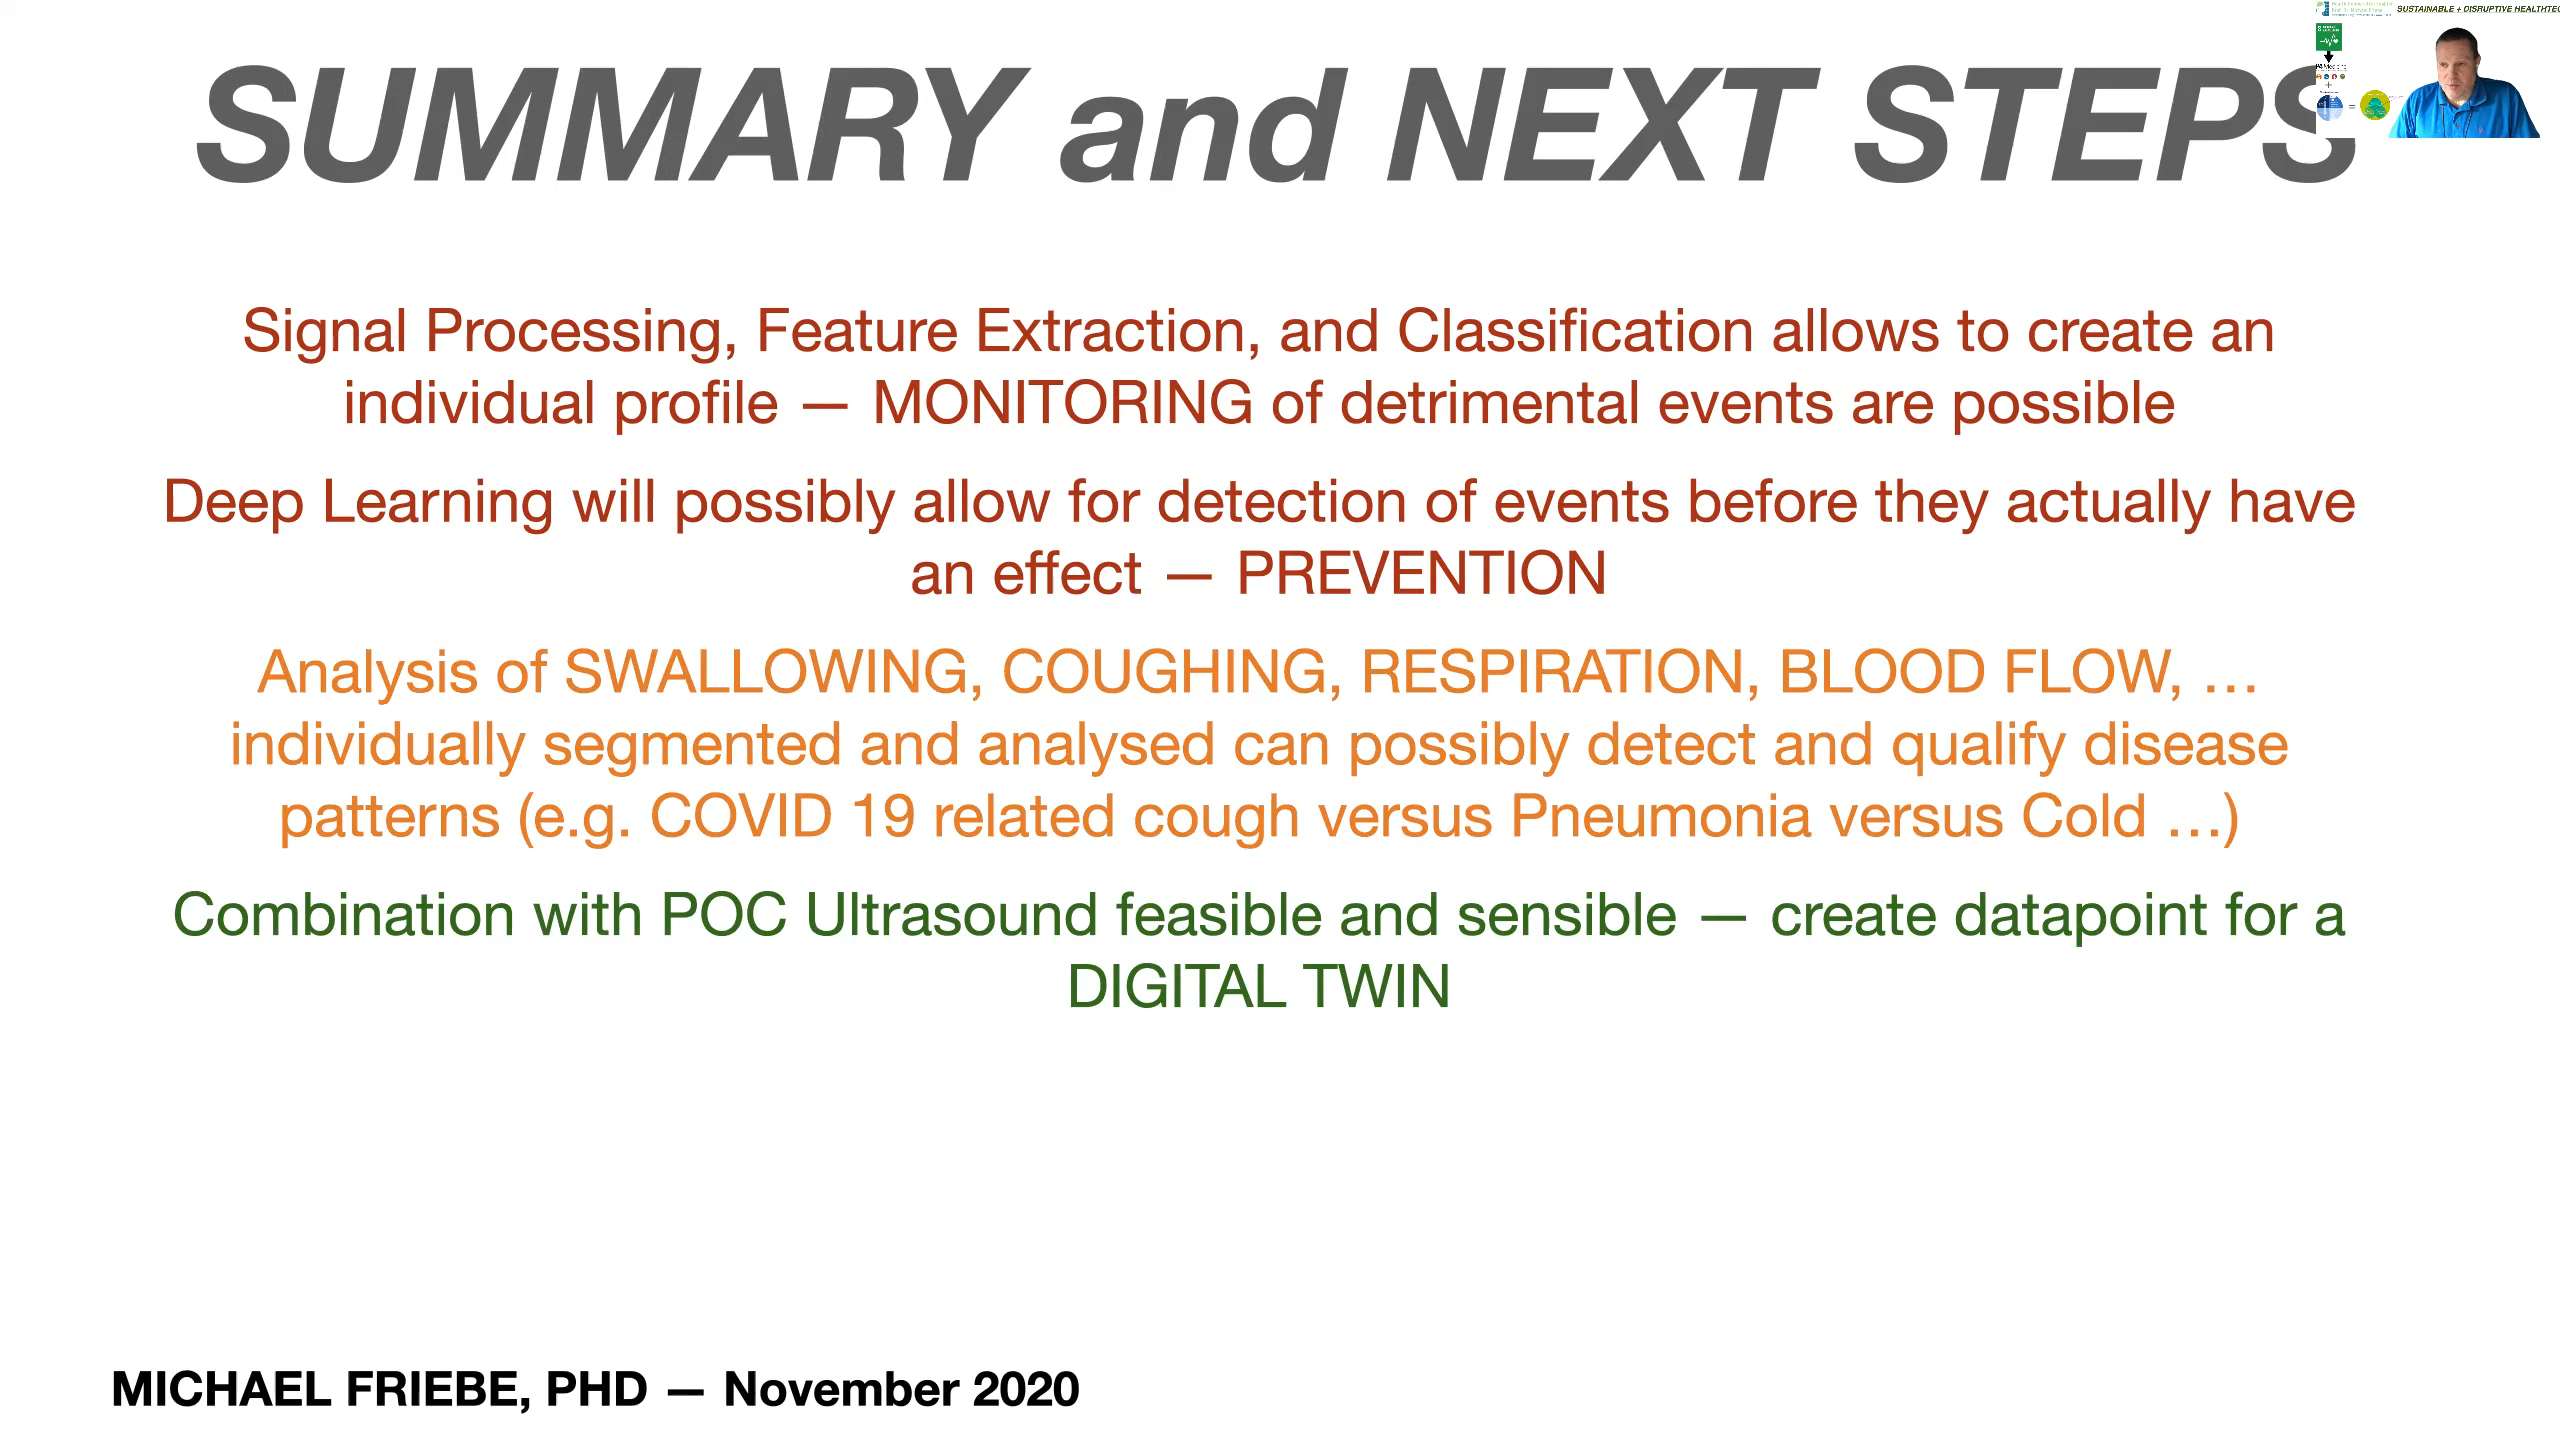 SUSTAINABLE + DISRUPTIVE HEALTHTEC
SUMMARY and NEXT STEPS
Signal Processing, Feature Extraction, and Classification allows to create an
individual profile — MONITORING of detrimental events are possible
Deep Learning will possibly allow for detection of events before they actually have
an effect — PREVENTION
Analysis of SWALLOWING, COUGHING, RESPIRATION, BLOOD FLOW, …
individually segmented and analysed can possibly detect and qualify disease
patterns (e.g. COVID 19 related cough versus Pneumonia versus Cold …)
Combination with POC Ultrasound feasible and sensible — create datapoint for a
DIGITAL TWIN
MICHAEL FRIEBE, PHD — November 2020